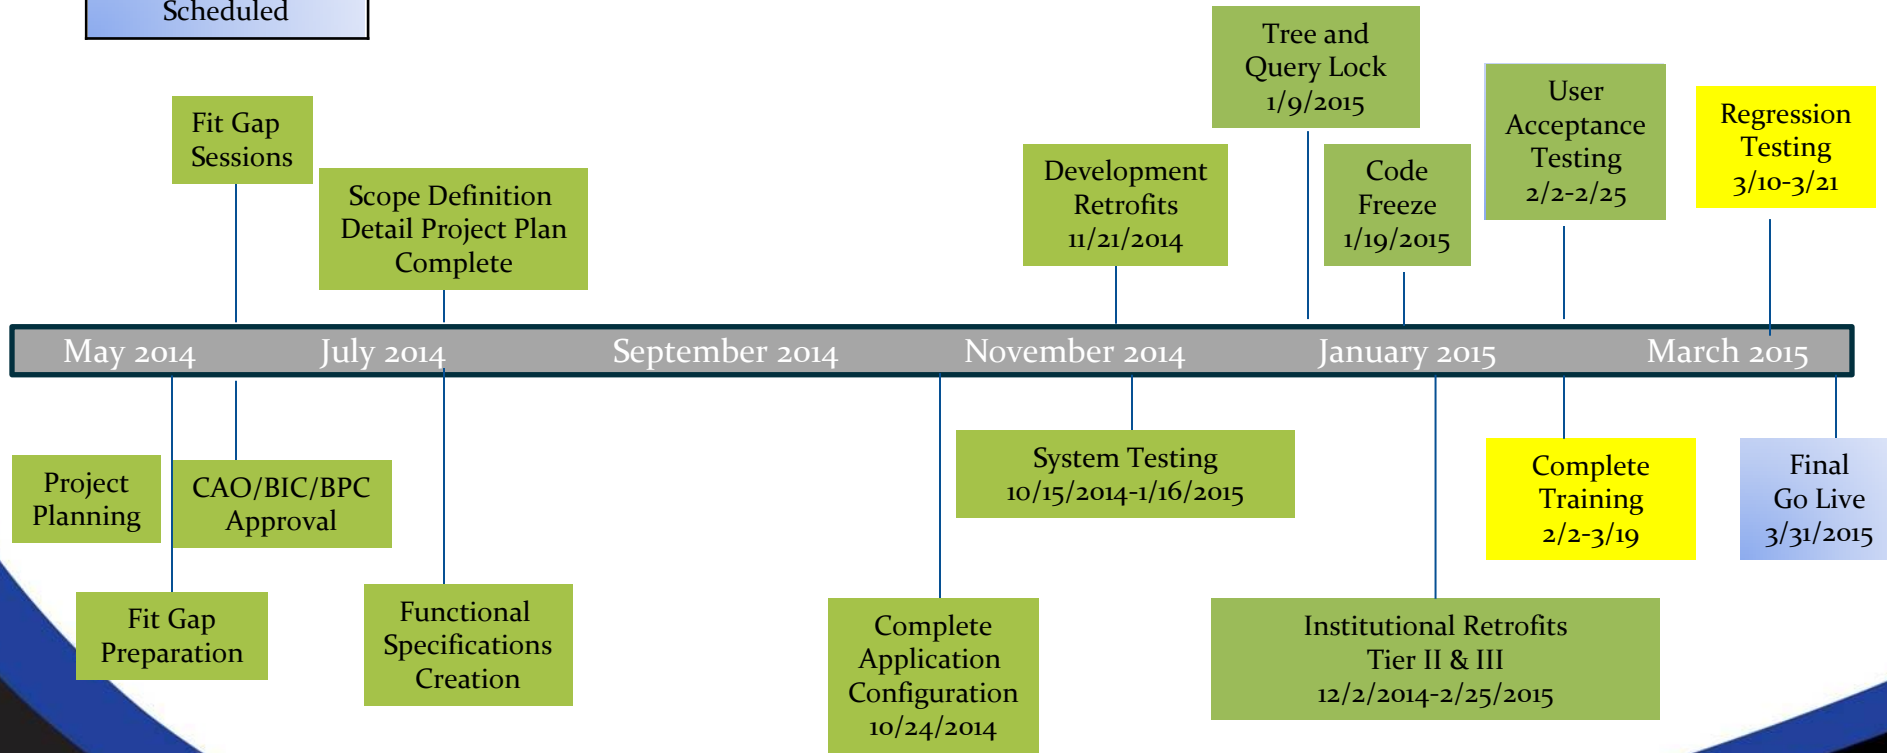 Scheduled
Fit Gap
Sessions
Scope Definition
Detail Project Plan
Complete
Development
Retrofits
11/21/2014
Tree and
Query Lock
1/9/2015
Code
Freeze
1/19/2015
User
Acceptance
Testing
2/2-2/25
Regression
Testing
3/10-3/21
May 2014
July 2014
September 2014
November 2014
January 2015
March 2015
Project
Planning
CAO/BIC/BPC
Approval
Fit Gap
Preparation
Functional
Specifications
Creation
Complete
Application
Configuration
10/24/2014
System Testing
10/15/2014-1/16/2015
Institutional Retrofits
Tier II & III
12/2/2014-2/25/2015
Complete
Training
2/2-3/19
Final
Go Live
3/31/2015